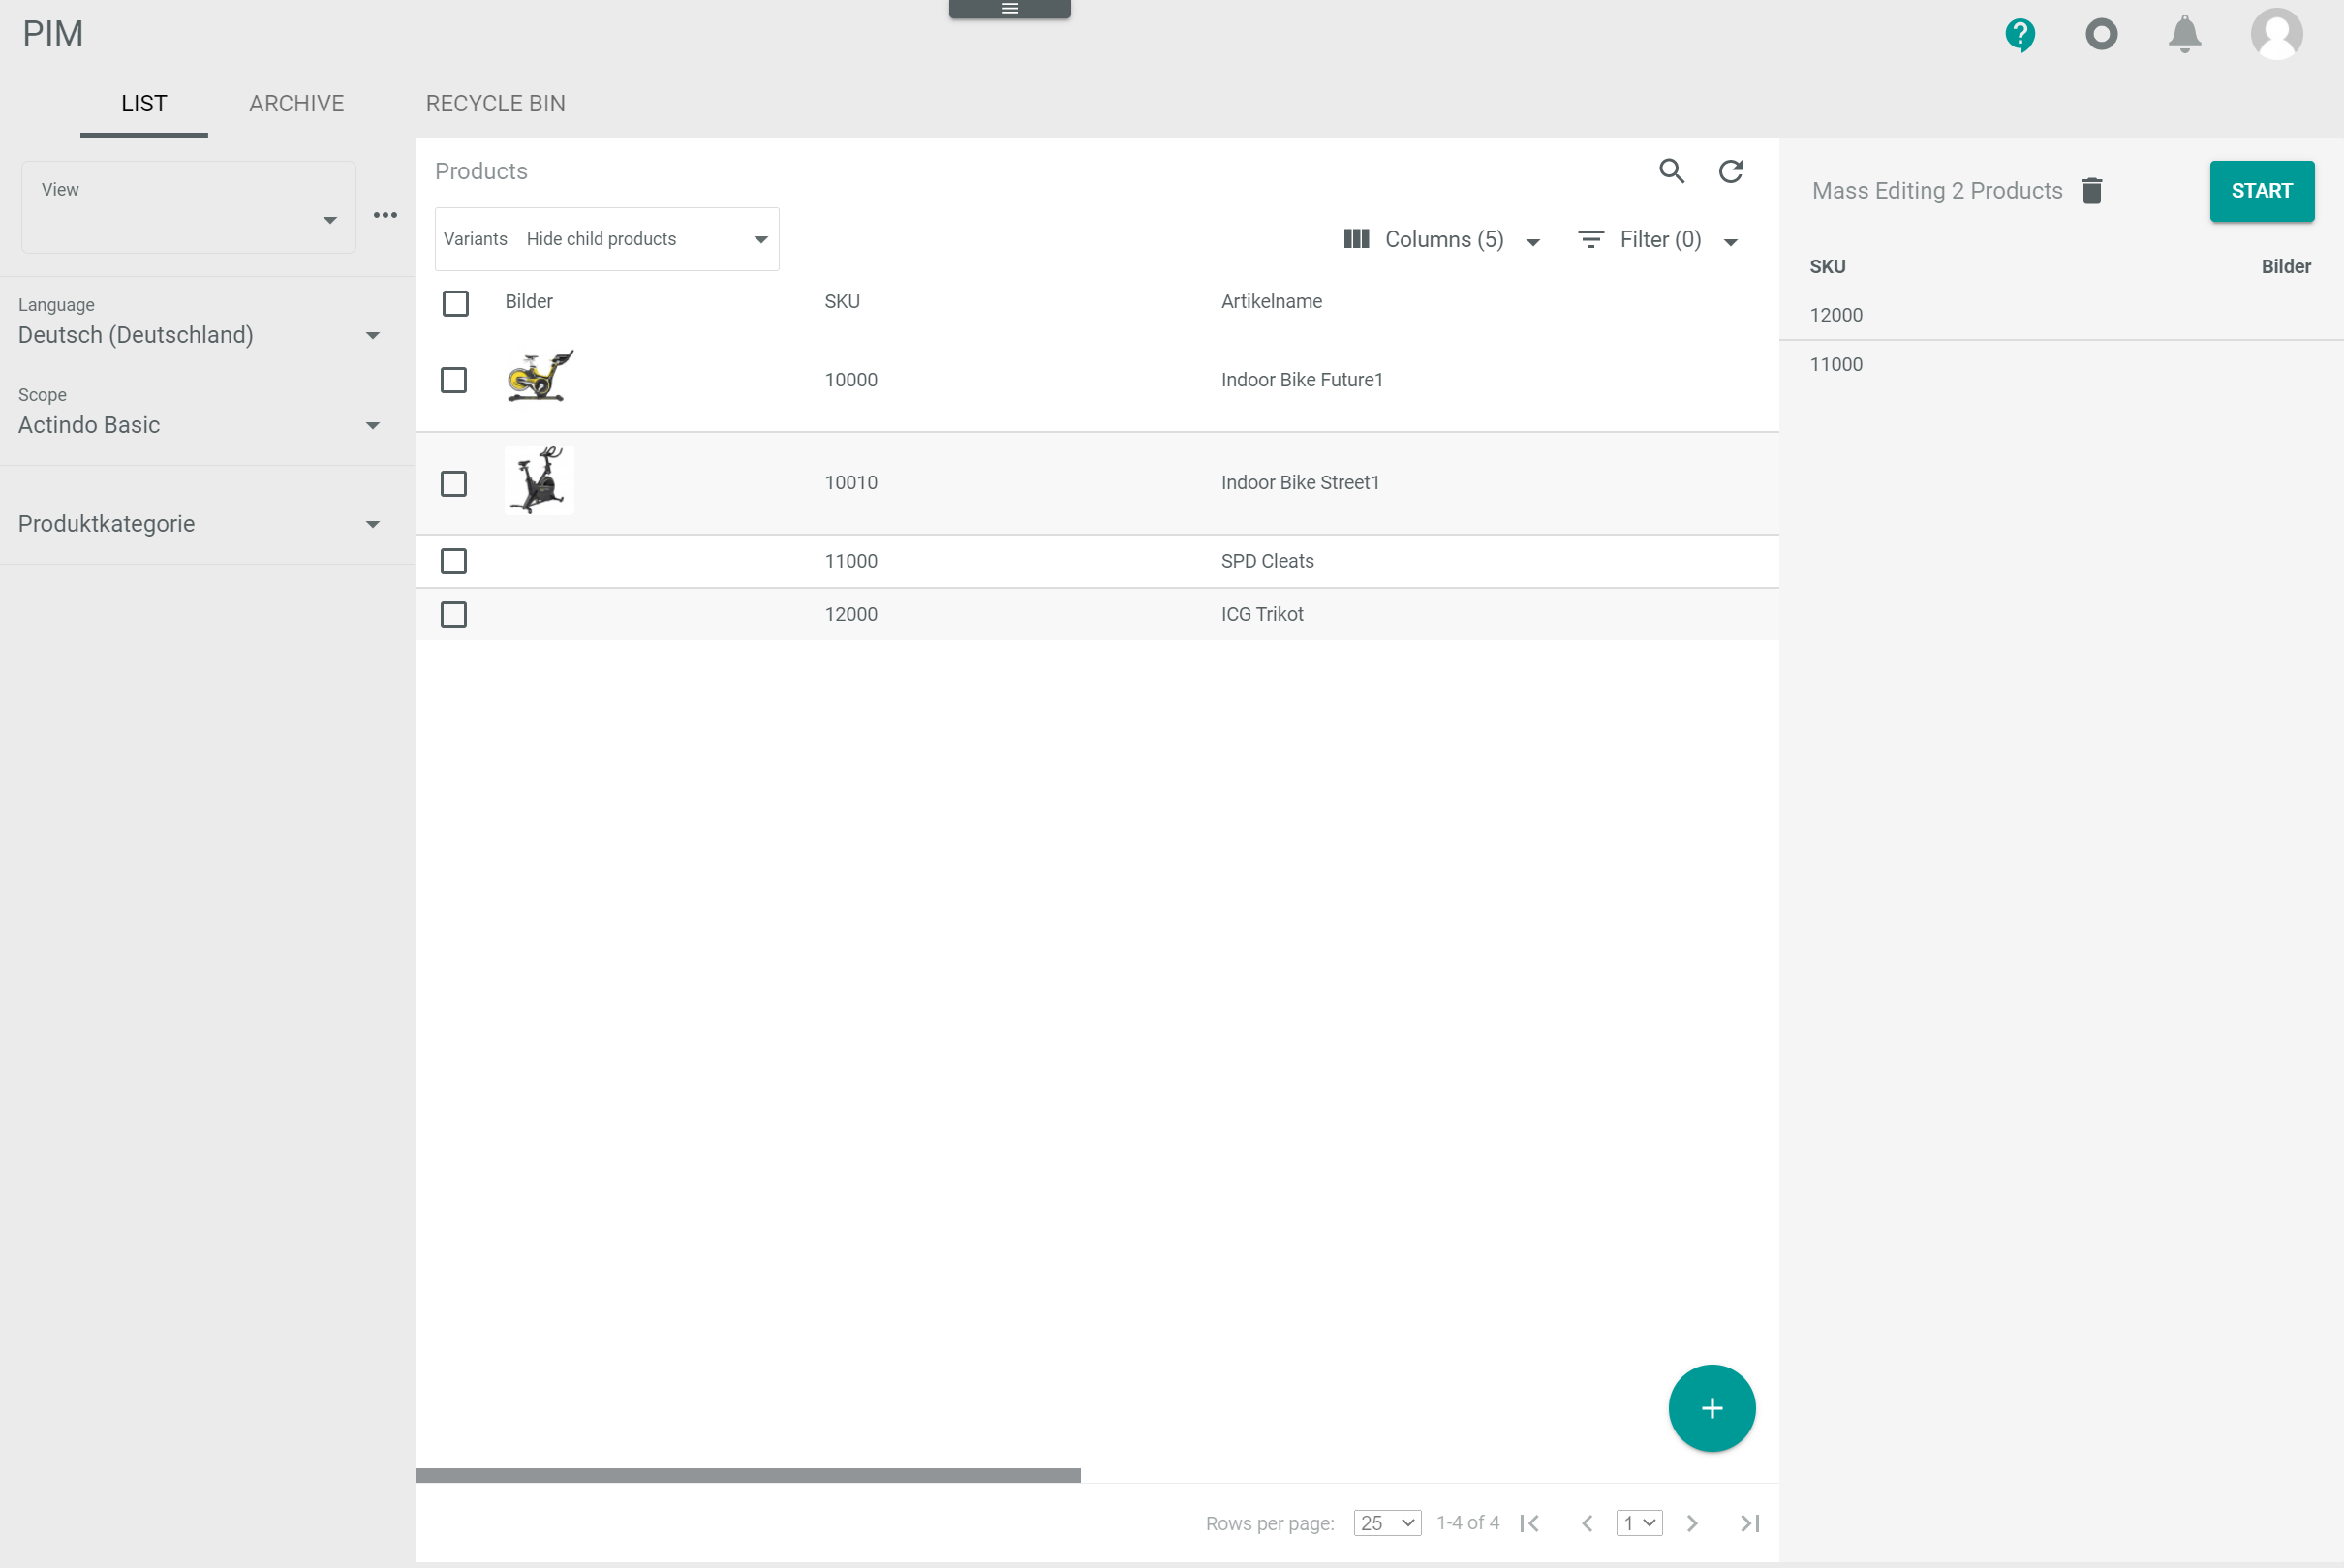 PIM
LIST
ARCHIVE
RECYCLE BIN
View
Language
Deutsch (Deutschland)
Scope
Actindo Basic
Produktkategorie
Products
Variants Hide child products
Columns (5)
Filter (0)
Bilder SKU Artikelname
10000 Indoor Bike Future1
10010 Indoor Bike Street1
11000 SPD Cleats
12000 ICG Trikot
Rows per page: 25 1-4 of 4 1
Mass Editing 2 Products
START
SKU Bilder
12000
11000